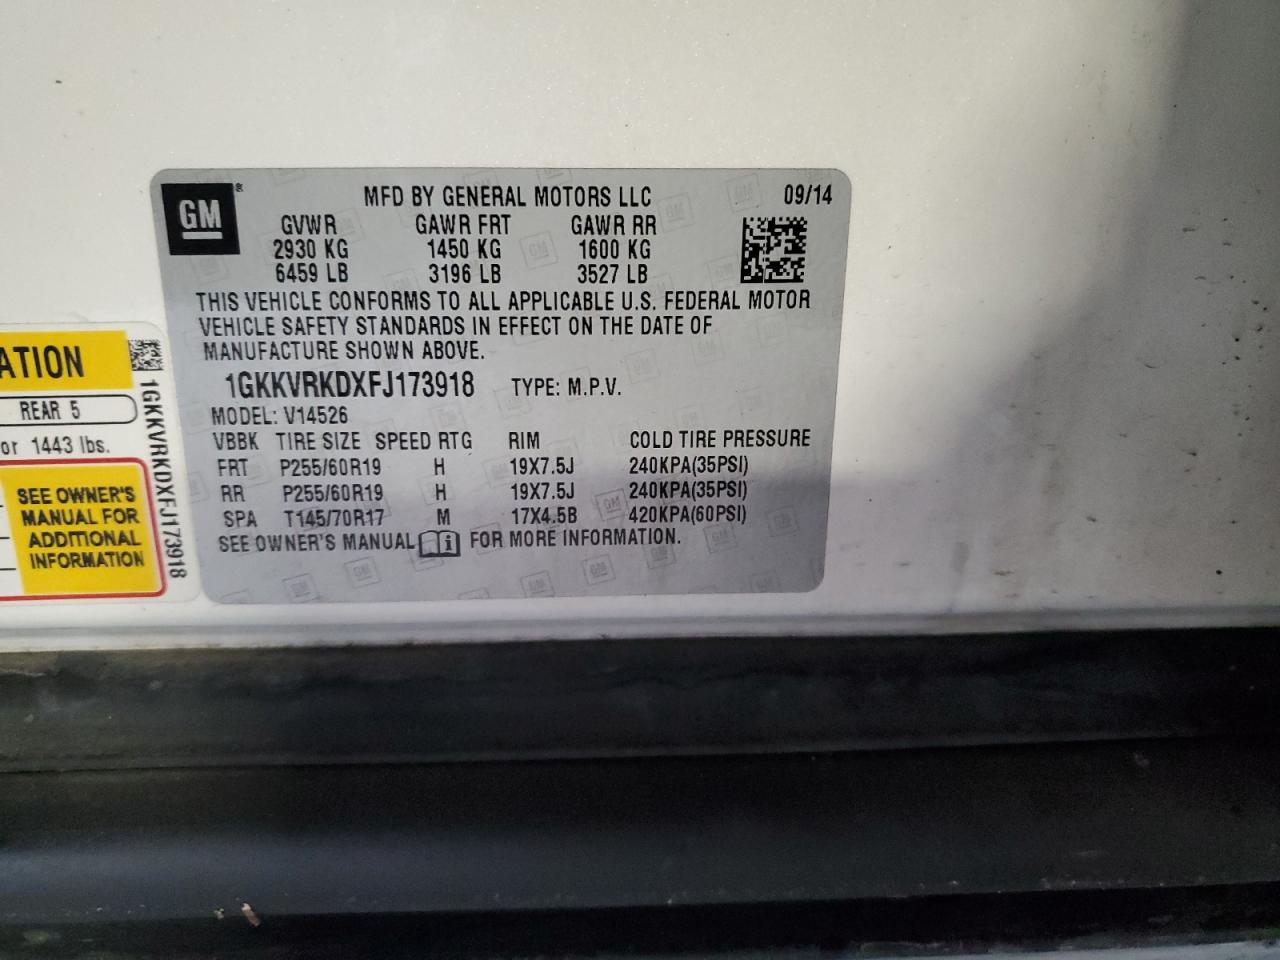 GM ®
MFD BY GENERAL MOTORS LLC 09/14
GVWR GAWR FRT GAWR RR
2930 KG 1450 KG 1600 KG
6459 LB 3196 LB 3527 LB
THIS VEHICLE CONFORMS TO ALL APPLICABLE U.S. FEDERAL MOTOR
VEHICLE SAFETY STANDARDS IN EFFECT ON THE DATE OF
MANUFACTURE SHOWN ABOVE.
1GKKVRKDXFJ173918 TYPE: M.P.V.
MODEL: V14526
VBBK TIRE SIZE SPEED RTG RIM COLD TIRE PRESSURE
FRT P255/60R19 H 19X7.5J 240KPA(35PSI)
RR P255/60R19 H 19X7.5J 240KPA(35PSI)
SPA T145/70R17 M 17X4.5B 420KPA(60PSI)
SEE OWNER'S MANUAL i FOR MORE INFORMATION.
ATION
REAR 5
or 1443 lbs.
SEE OWNER'S
MANUAL FOR
ADDITIONAL
INFORMATION
1GKKVRKDXFJ173918